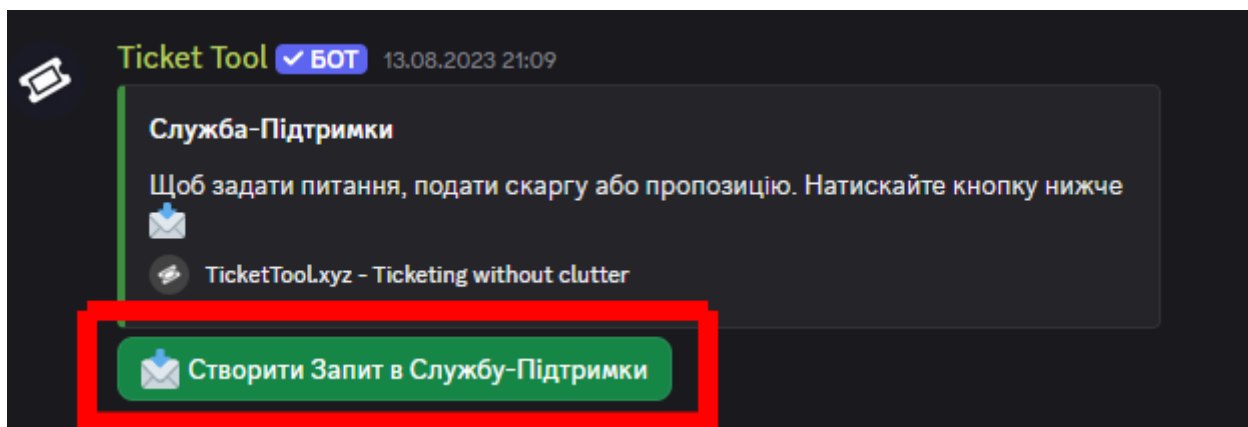 Ticket Tool БОТ 13.08.2023 21:09
Служба-Підтримки
Щоб задати питання, подати скаргу або пропозицію. Натискайте кнопку нижче
TicketTool.xyz - Ticketing without clutter
Створити Запит в Службу-Підтримки